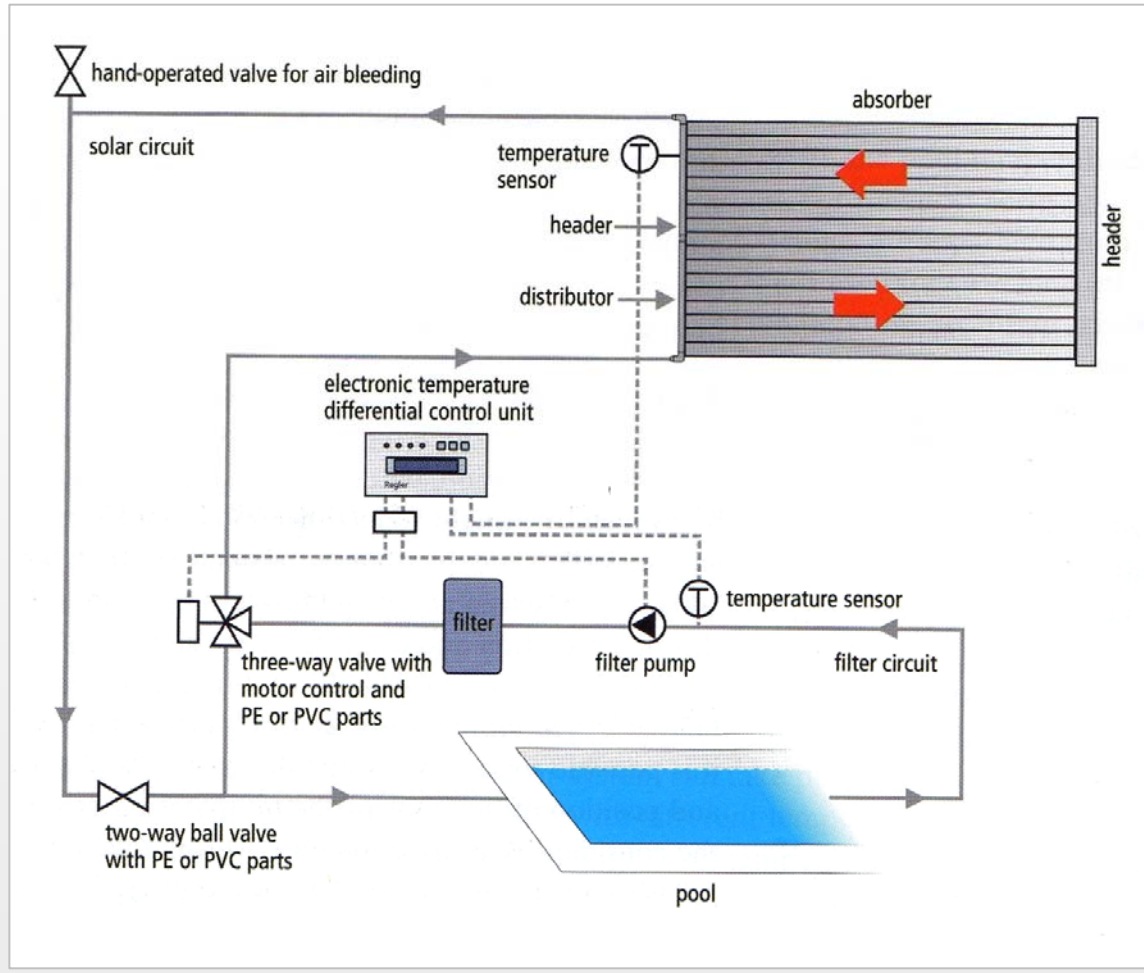 hand-operated valve for air bleeding
absorber
solar circuit
temperature
sensor
T
header
header
distributor
electronic temperature
differential control unit
Regler
T
temperature sensor
filter
three-way valve with
motor control and
PE or PVC parts
filter pump
filter circuit
two-way ball valve
with PE or PVC parts
pool